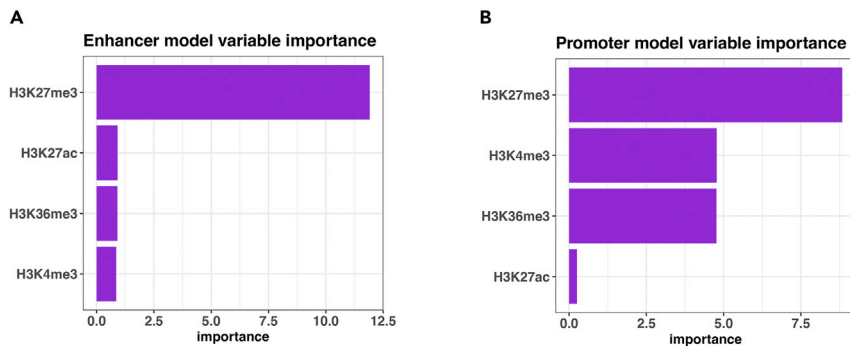 A
Enhancer model variable importance
H3K27me3
H3K27ac
H3K36me3
H3K4me3
0.0 2.5 5.0 7.5 10.0 12.5
importance
B
Promoter model variable importance
H3K27me3
H3K4me3
H3K36me3
H3K27ac
0.0 2.5 5.0 7.5
importance